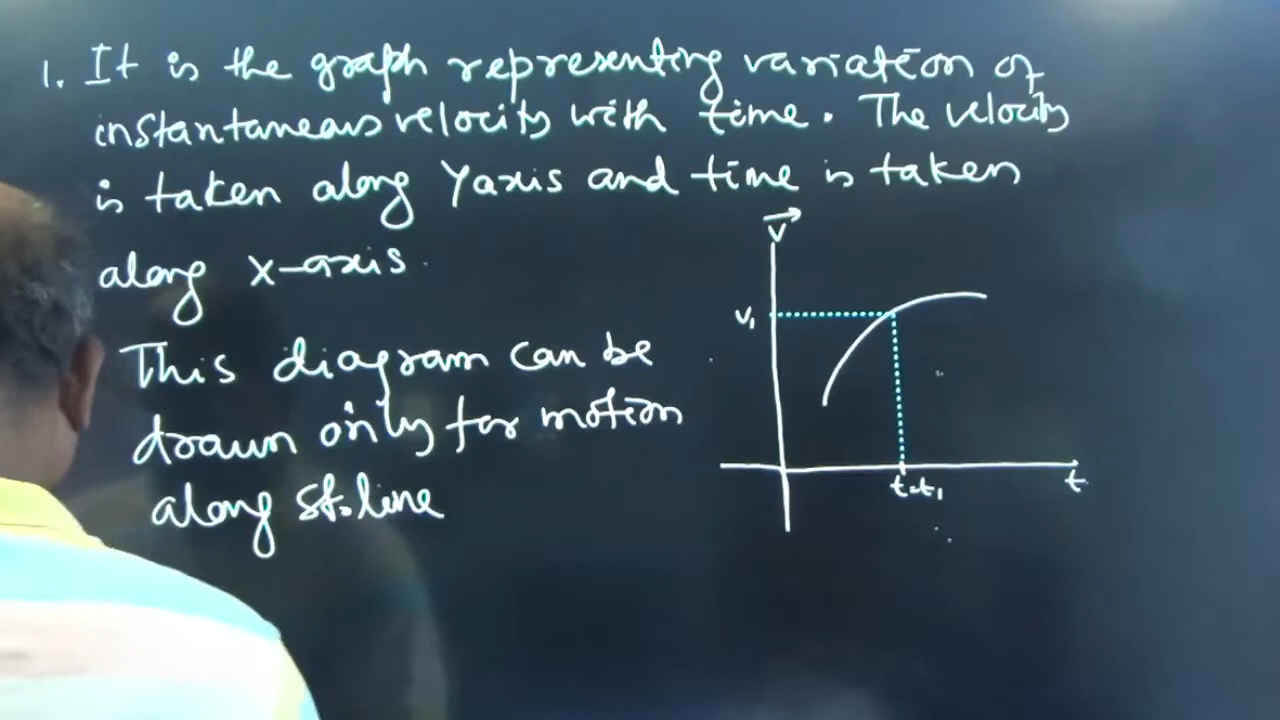 1. It is the graph representing variation of
instantaneous velocity with time. The velocity
is taken along Y axis and time is taken
along X-axis.
This diagram can be
drawn only for motion
along St. line
V
V₁
t=t₁
t